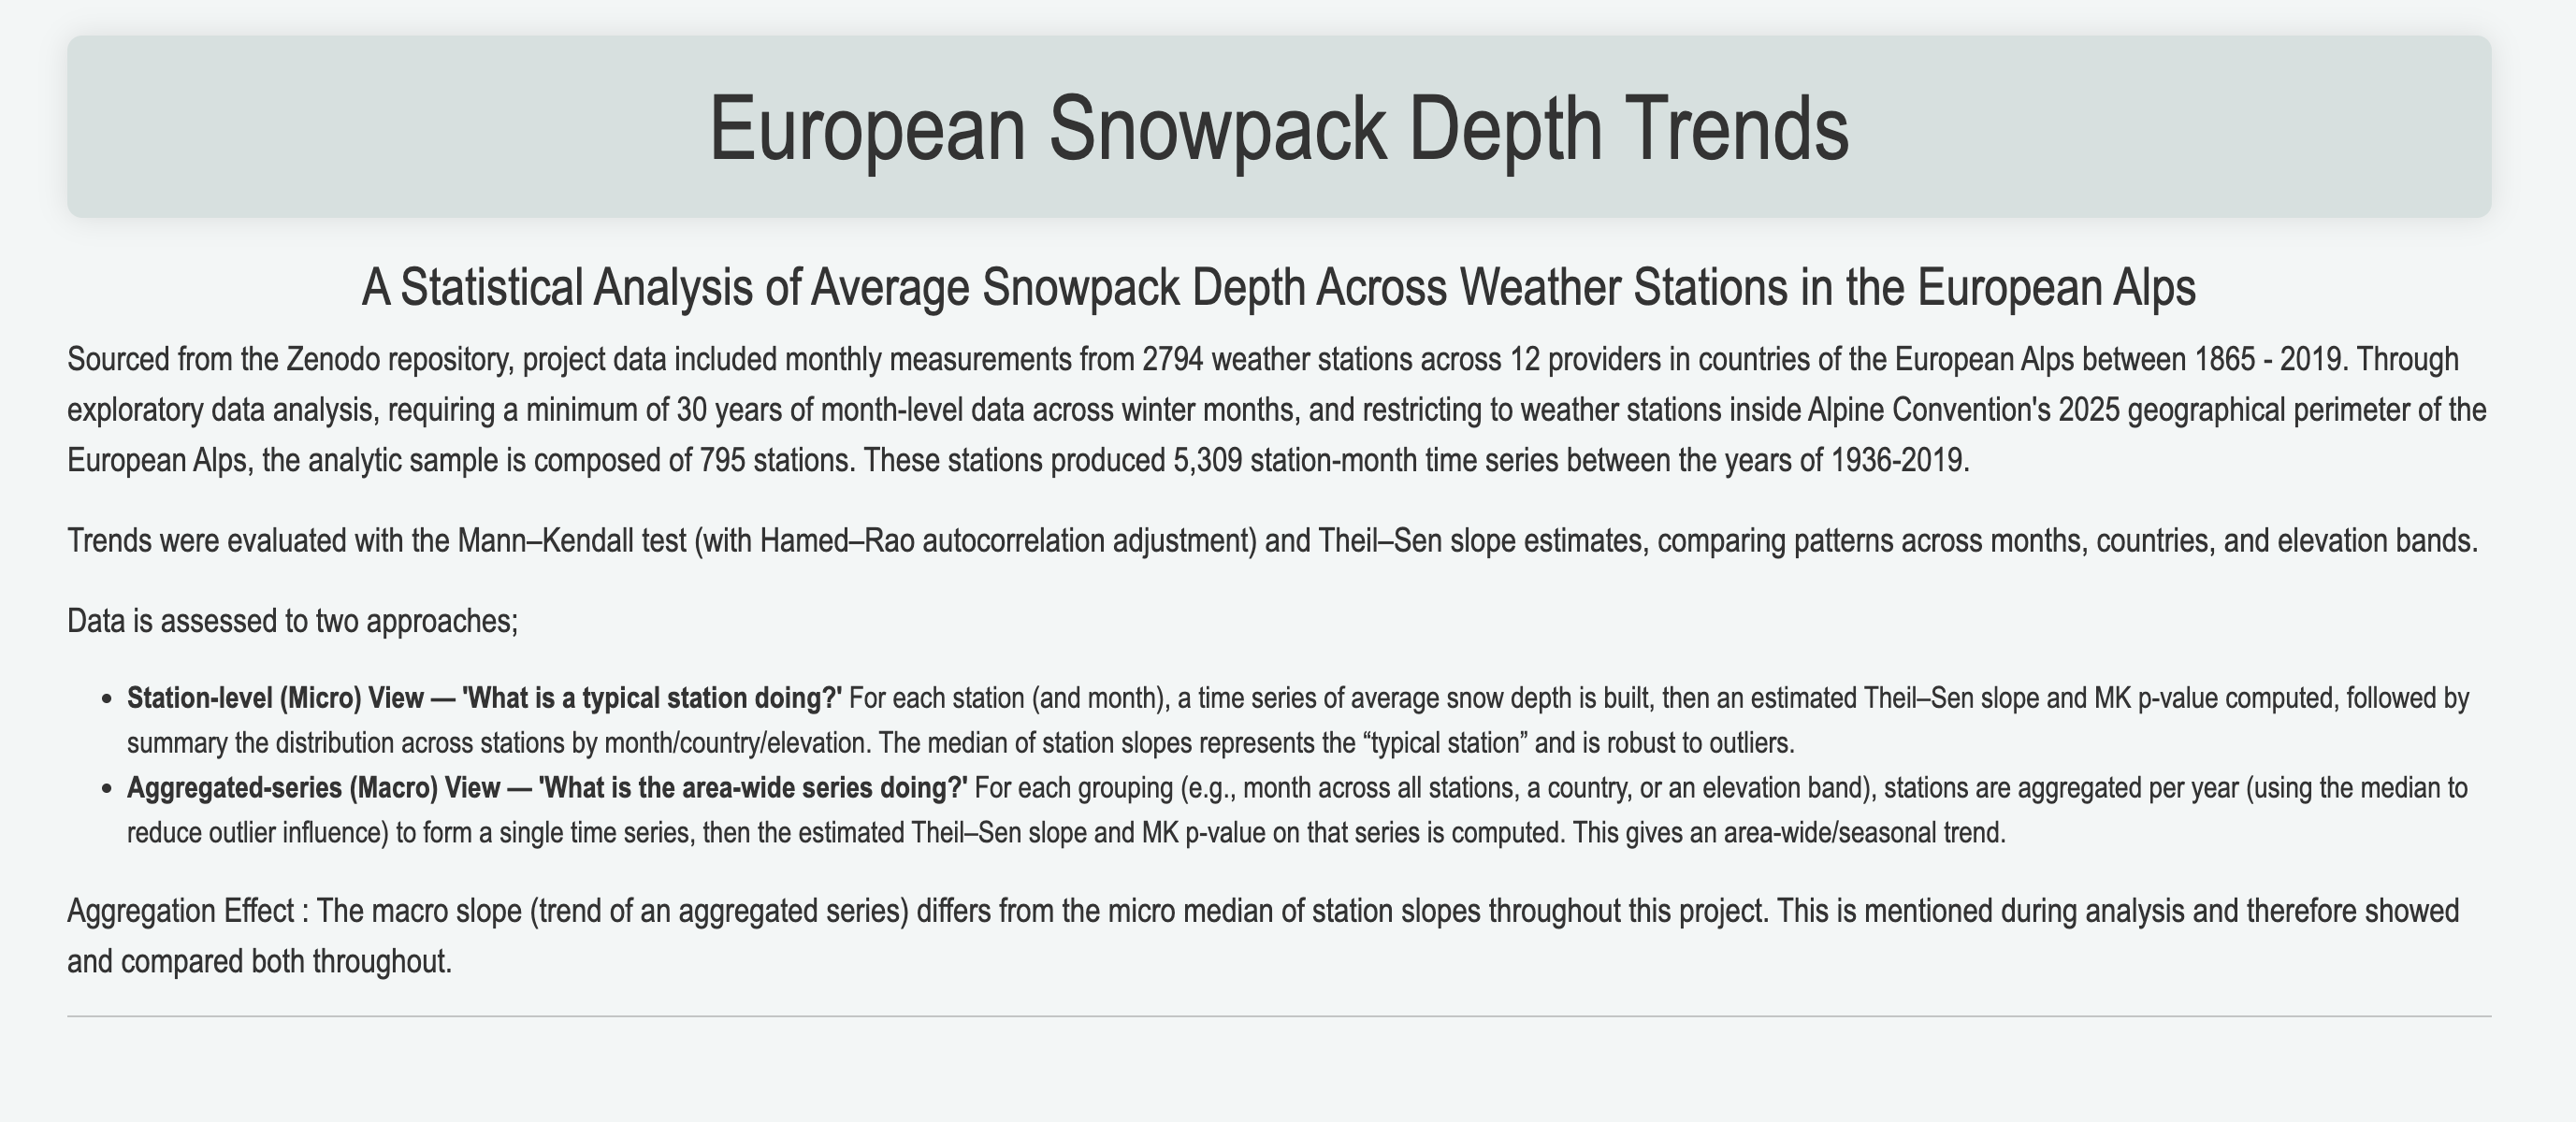 European Snowpack Depth Trends
A Statistical Analysis of Average Snowpack Depth Across Weather Stations in the European Alps
Sourced from the Zenodo repository, project data included monthly measurements from 2794 weather stations across 12 providers in countries of the European Alps between 1865 - 2019. Through
exploratory data analysis, requiring a minimum of 30 years of month-level data across winter months, and restricting to weather stations inside Alpine Convention's 2025 geographical perimeter of the
European Alps, the analytic sample is composed of 795 stations. These stations produced 5,309 station-month time series between the years of 1936-2019.
Trends were evaluated with the Mann–Kendall test (with Hamed–Rao autocorrelation adjustment) and Theil–Sen slope estimates, comparing patterns across months, countries, and elevation bands.
Data is assessed to two approaches;
• Station-level (Micro) View — 'What is a typical station doing?' For each station (and month), a time series of average snow depth is built, then an estimated Theil–Sen slope and MK p-value computed, followed by
summary the distribution across stations by month/country/elevation. The median of station slopes represents the “typical station” and is robust to outliers.
• Aggregated-series (Macro) View — 'What is the area-wide series doing?' For each grouping (e.g., month across all stations, a country, or an elevation band), stations are aggregated per year (using the median to
reduce outlier influence) to form a single time series, then the estimated Theil–Sen slope and MK p-value on that series is computed. This gives an area-wide/seasonal trend.
Aggregation Effect : The macro slope (trend of an aggregated series) differs from the micro median of station slopes throughout this project. This is mentioned during analysis and therefore showed
and compared both throughout.